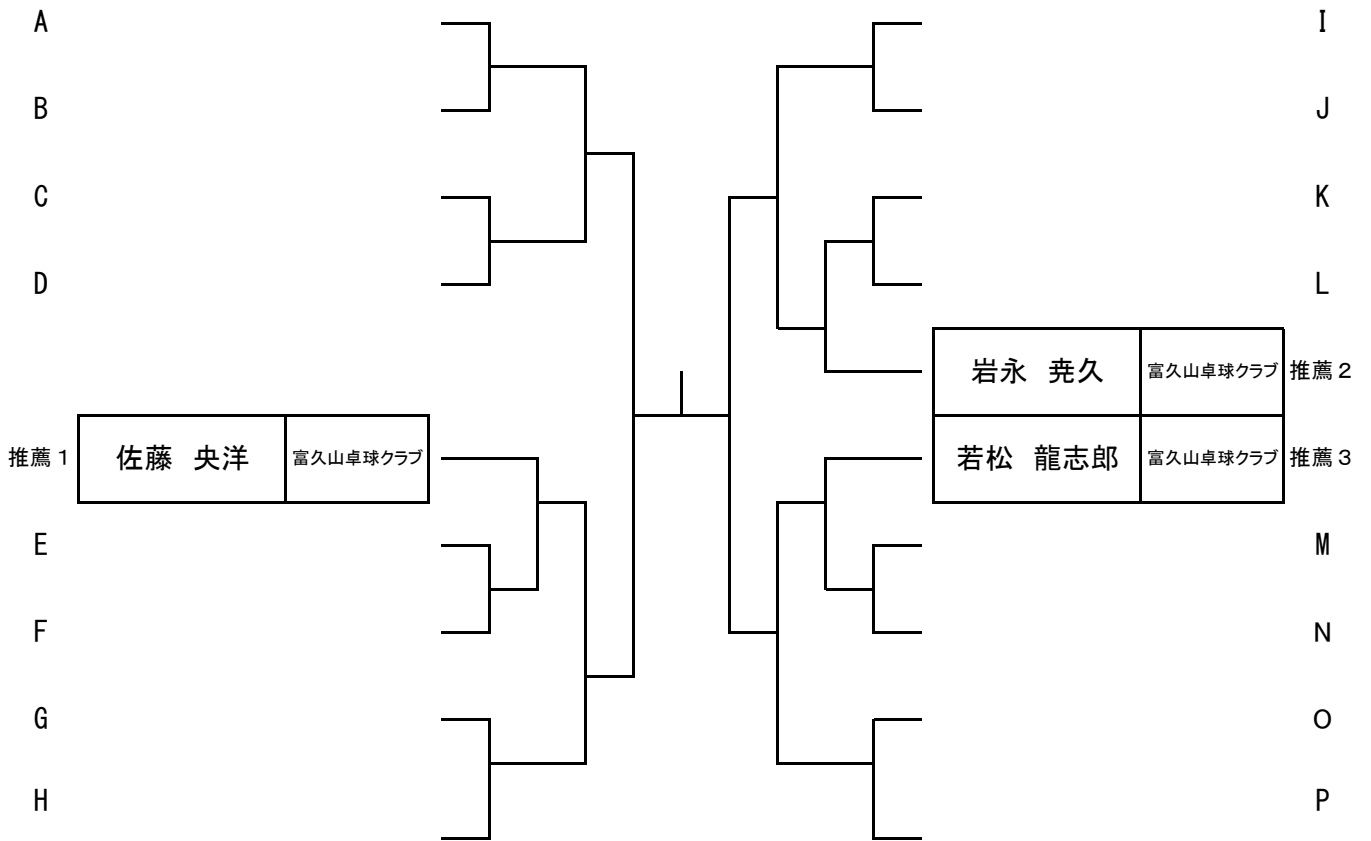 A
B
C
D
推薦1 佐藤 央洋 富久山卓球クラブ
E
F
G
H
I
J
K
L
岩永 尭久 富久山卓球クラブ 推薦2
若松 龍志郎 富久山卓球クラブ 推薦3
M
N
O
P